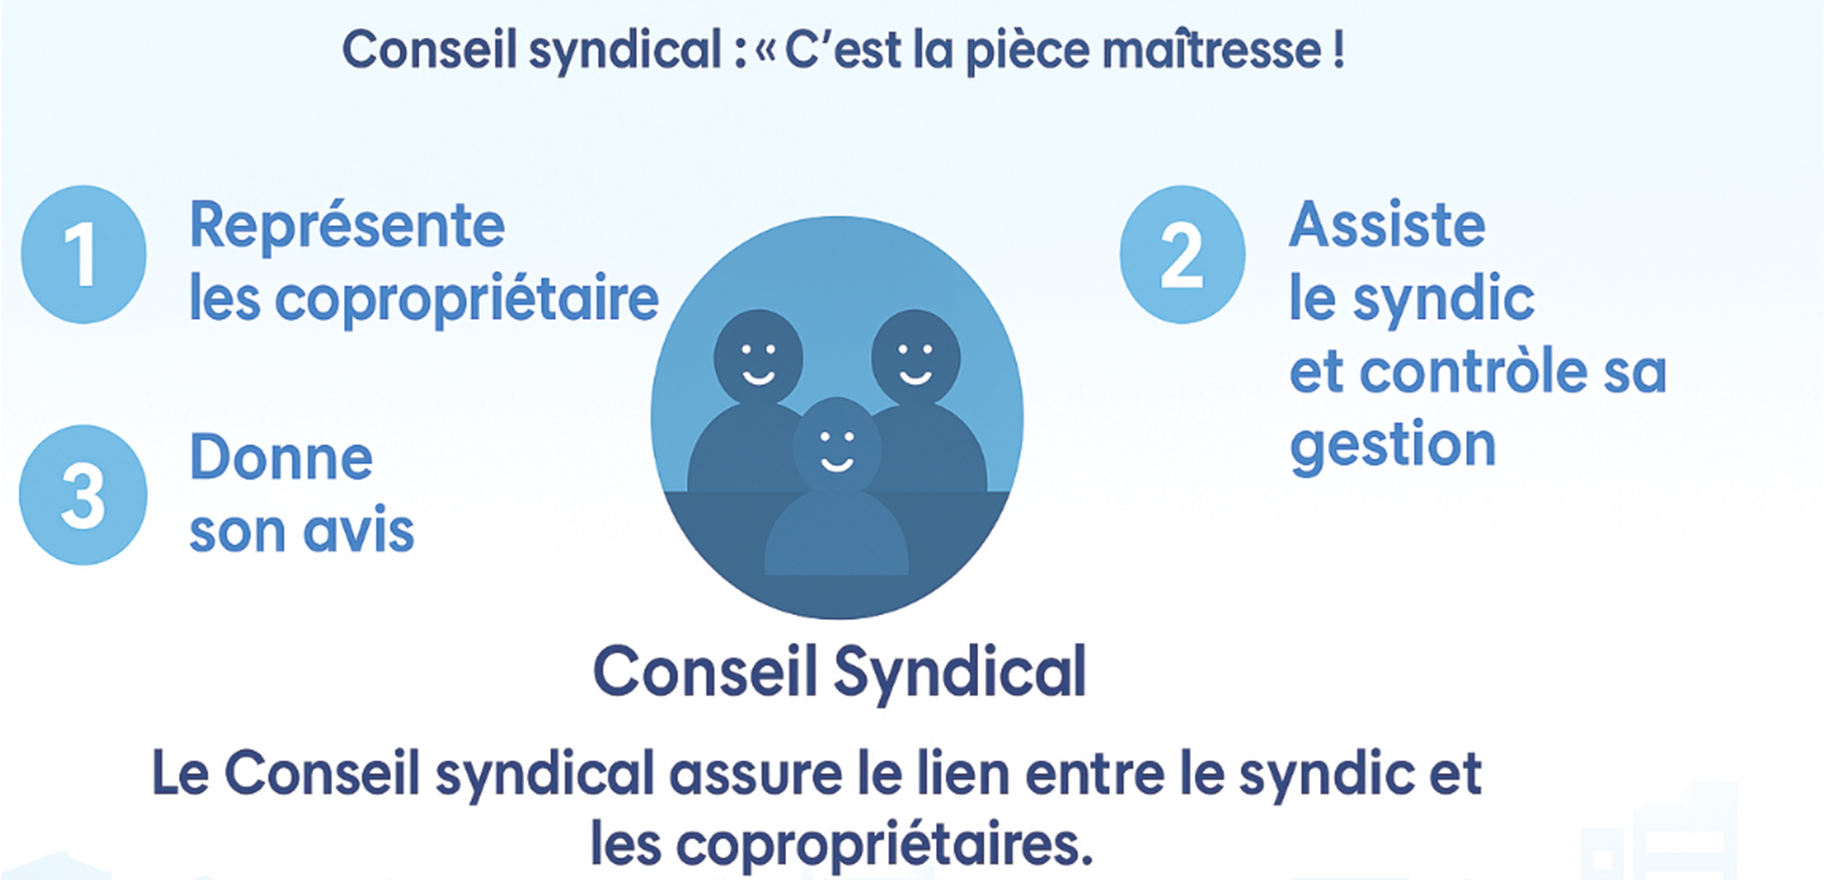 Conseil syndical : « C’est la pièce maîtresse !
1
Représente
les copropriétaire
2
Assiste
le syndic
et contròle sa
gestion
3
Donne
son avis
Conseil Syndical
Le Conseil syndical assure le lien entre le syndic et
les copropriétaires.